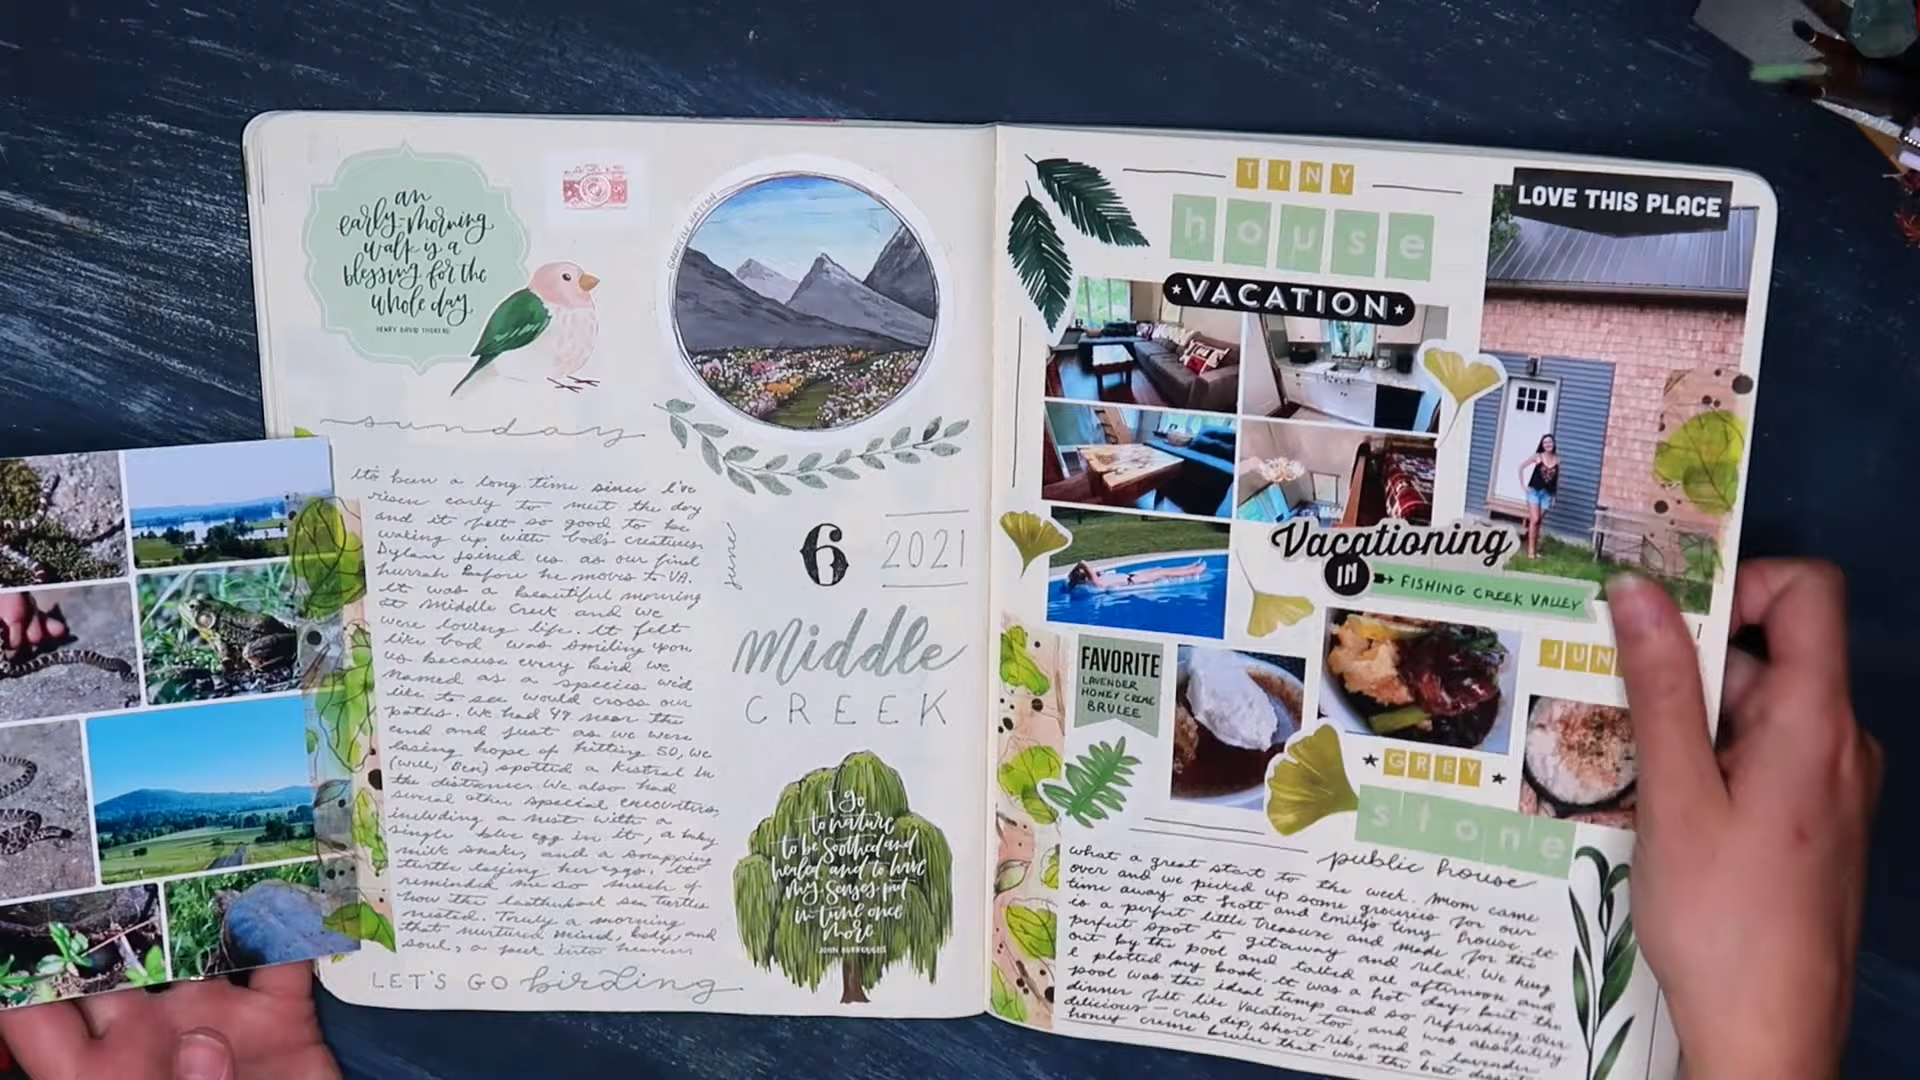 an
early-morning
walk is a
blessing for the
whole day
HENRY DAVID THOREAU
sunday
It's been a long time since I've
risen early to meet the day
and it felt so good to be
waking up with God's creatures.
Dylan joined us as our final
hurrah before he moves to VA.
It was a beautiful morning
at Middle Creek and we
were loving life. It felt
like God was smiling upon
us because every bird we
named as a species we'd
like to see would cross our
paths. We had 49 near the
end and just as we were
losing hope of hitting 50, we
(Will, Ben) spotted a Kestral in
the distance. We also had
several other special encounters,
including a nest with a
single blue egg in it, a baby
milk snake, and a snapping
turtle laying her eggs. It
reminded me so much of
how the leatherback sea turtles
nested. Truly a morning
that nurtured mind, body, and
soul, a peek into heaven.
LET'S GO birding
june
6
2021
Middle
CREEK
I go
to nature
to be soothed and
healed and to have
my senses put
in tune once
more
JOHN BURROUGHS
TINY
house
VACATION
LOVE THIS PLACE
Vacationing
IN
FISHING CREEK VALLEY
FAVORITE
LAVENDER
HONEY CREME
BRULEE
JUN
GREY
stone
public house
What a great start to the week. Mom came
over and we picked up some groceries for our
time away at Scott and Emily's tiny house. It
is a perfect little treasure and made for the
perfect spot to getaway and relax. We hung
out by the pool and talked all afternoon and
I plotted my book. It was a hot day, but the
pool was the ideal temp and so refreshing. Our
dinner felt like vacation too, and was absolutely
delicious - crab dip, short rib, and a lavender
honey creme brulee that was the best